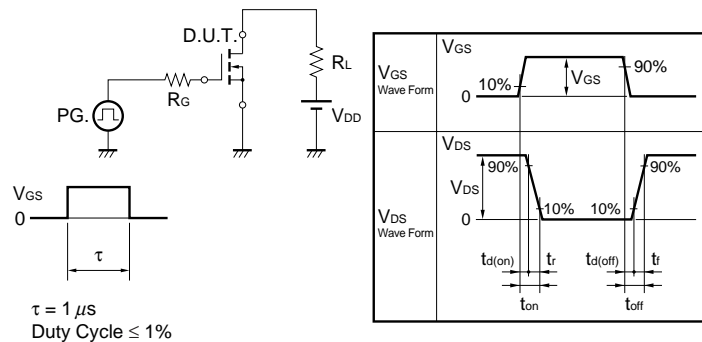 D.U.T.
RL
RG
PG.
VDD
VGS
0
τ
τ = 1 μs
Duty Cycle ≤ 1%
VGS
Wave Form
VGS
10%
0
VGS
90%
VDS
Wave Form
VDS
90%
VDS
0
10%
10%
90%
td(on)
tr
td(off)
tf
ton
toff